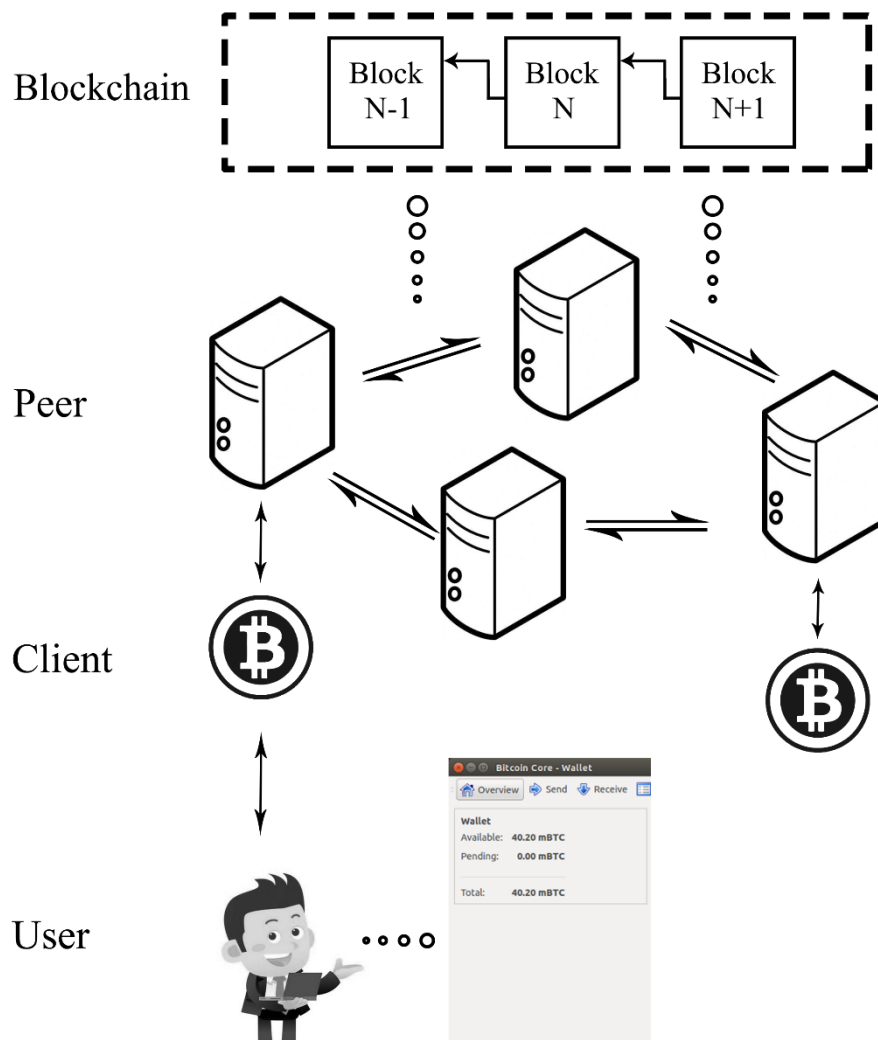 Blockchain
Block
N-1
Block
N
Block
N+1
Peer
Client
Bitcoin Core - Wallet
Overview Send Receive
Wallet
Available: 40.20 mBTC
Pending: 0.00 mBTC
Total: 40.20 mBTC
User